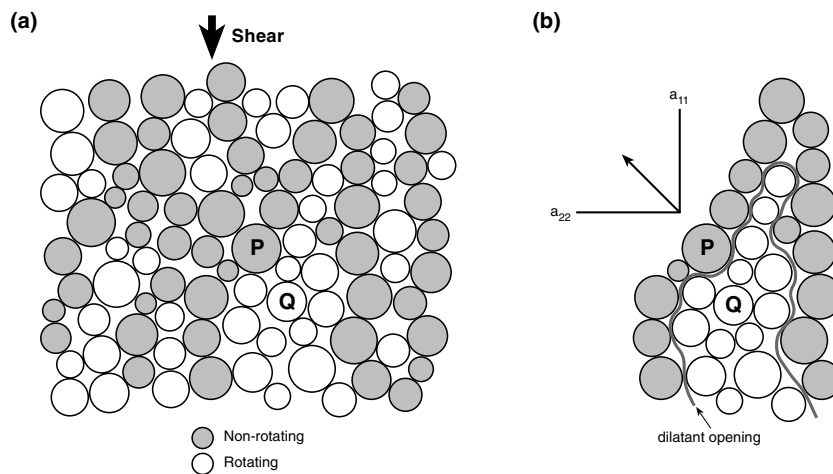 (a)
Shear
P
Q
Non-rotating
Rotating
(b)
a11
a22
P
Q
dilatant opening